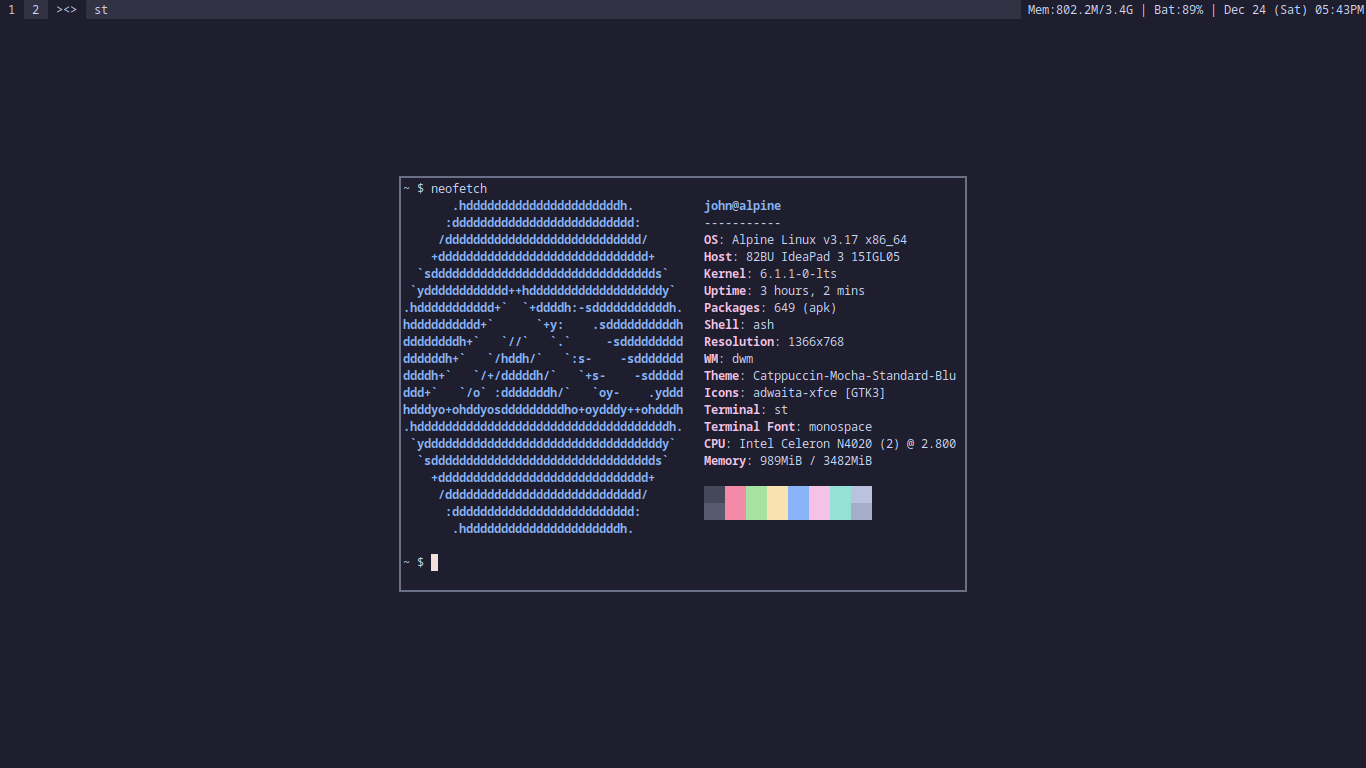 1 2 ><> st Mem:802.2M/3.4G | Bat:89% | Dec 24 (Sat) 05:43PM
~ $ neofetch
       .hddddddddddddddddddddddh.          john@alpine
      :dddddddddddddddddddddddddd:         -----------
     /dddddddddddddddddddddddddddd/        OS: Alpine Linux v3.17 x86_64
    +dddddddddddddddddddddddddddddd+       Host: 82BU IdeaPad 3 15IGL05
  `sdddddddddddddddddddddddddddddddds`     Kernel: 6.1.1-0-lts
 `ydddddddddddd++hdddddddddddddddddddy`    Uptime: 3 hours, 2 mins
.hddddddddddd+`  `+ddddh:-sdddddddddddh.   Packages: 649 (apk)
hdddddddddd+`      `+y:    .sddddddddddh   Shell: ash
ddddddddh+`   `//`   `.`     -sddddddddd   Resolution: 1366x768
ddddddh+`   `/hddh/`   `:s-    -sddddddd   WM: dwm
ddddh+`   `/+/dddddh/`   `+s-    -sddddd   Theme: Catppuccin-Mocha-Standard-Blu
ddd+`   `/o` :dddddddh/`   `oy-    .yddd   Icons: adwaita-xfce [GTK3]
hdddyo+ohddyosdddddddddho+oydddy++ohdddh   Terminal: st
.hddddddddddddddddddddddddddddddddddddh.   Terminal Font: monospace
 `yddddddddddddddddddddddddddddddddddy`    CPU: Intel Celeron N4020 (2) @ 2.800
  `sdddddddddddddddddddddddddddddddds`     Memory: 989MiB / 3482MiB
    +dddddddddddddddddddddddddddddd+
     /dddddddddddddddddddddddddddd/
      :dddddddddddddddddddddddddd:
       .hddddddddddddddddddddddh.
~ $